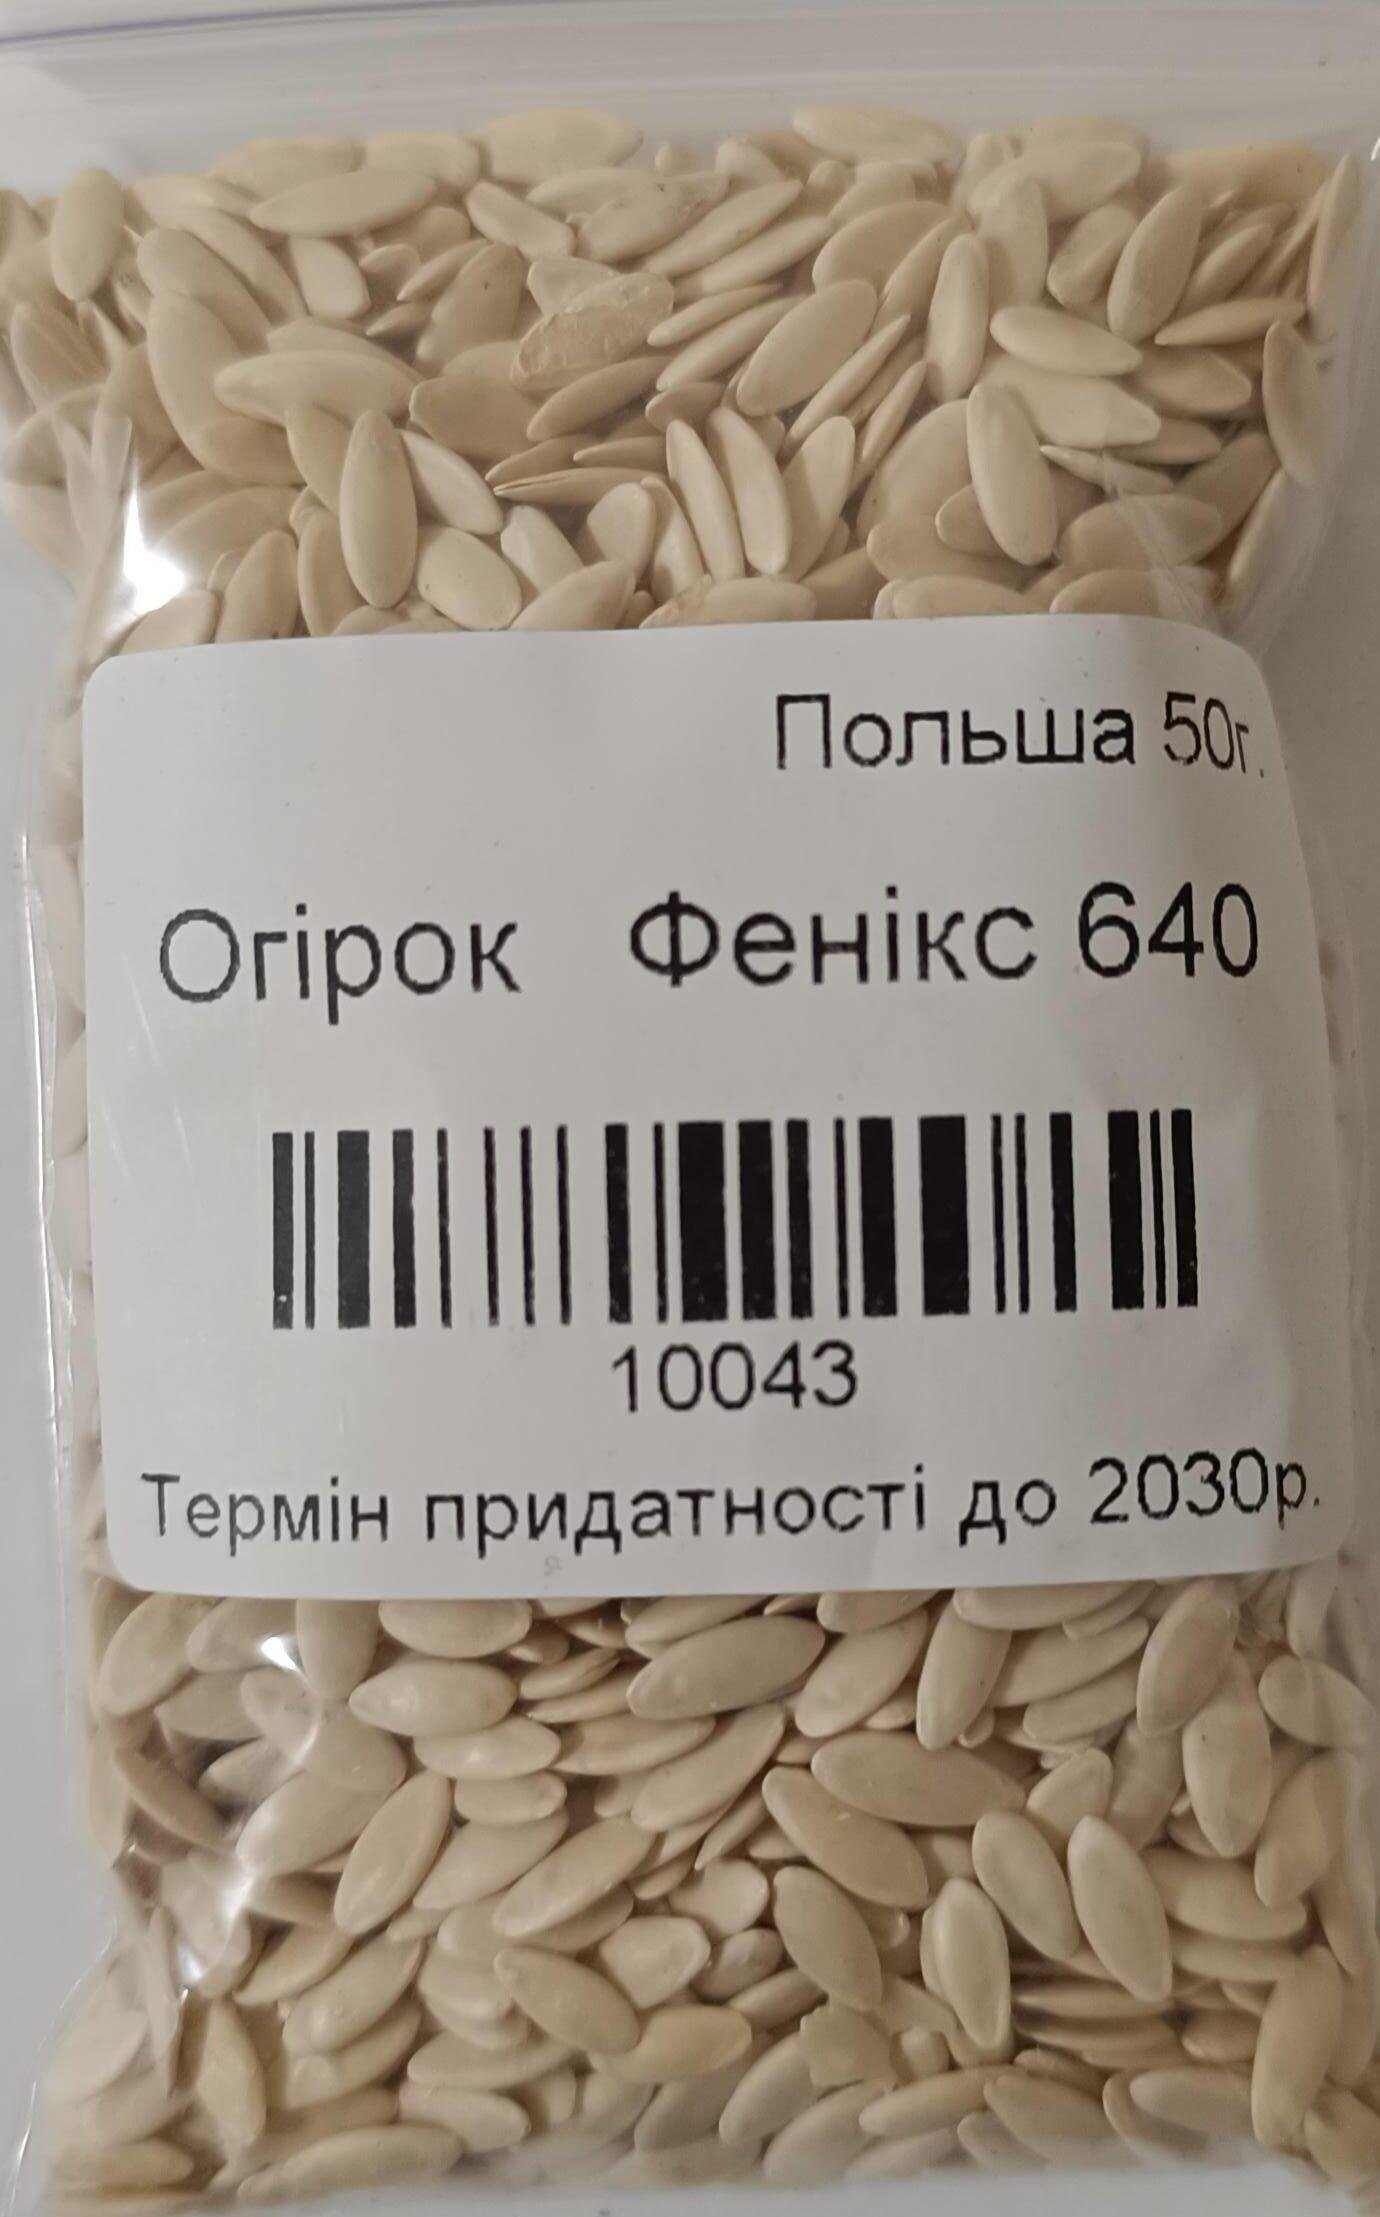 Польша 50г.
Огірок Фенікс 640
10043
Термін придатності до 2030р.